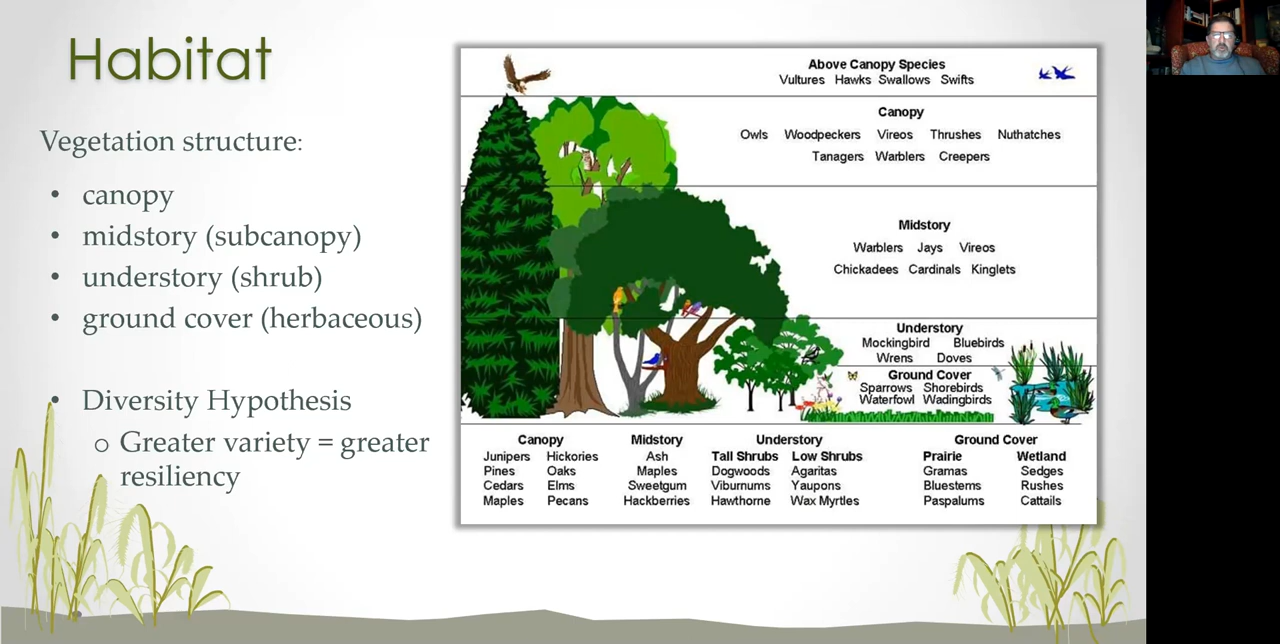 Habitat
Vegetation structure:
• canopy
• midstory (subcanopy)
• understory (shrub)
• ground cover (herbaceous)
• Diversity Hypothesis
o Greater variety = greater
resiliency
Above Canopy Species
Vultures Hawks Swallows Swifts
Canopy
Owls Woodpeckers Vireos Thrushes Nuthatches
Tanagers Warblers Creepers
Midstory
Warblers Jays Vireos
Chickadees Cardinals Kinglets
Understory
Mockingbird Bluebirds
Wrens Doves
Ground Cover
Sparrows Shorebirds
Waterfowl Wadingbirds
Canopy Midstory Understory Ground Cover
Junipers Hickories Ash Tall Shrubs Low Shrubs Prairie Wetland
Pines Oaks Maples Dogwoods Agaritas Gramas Sedges
Cedars Elms Sweetgum Viburnums Yaupons Bluestems Rushes
Maples Pecans Hackberries Hawthorne Wax Myrtles Paspalums Cattails